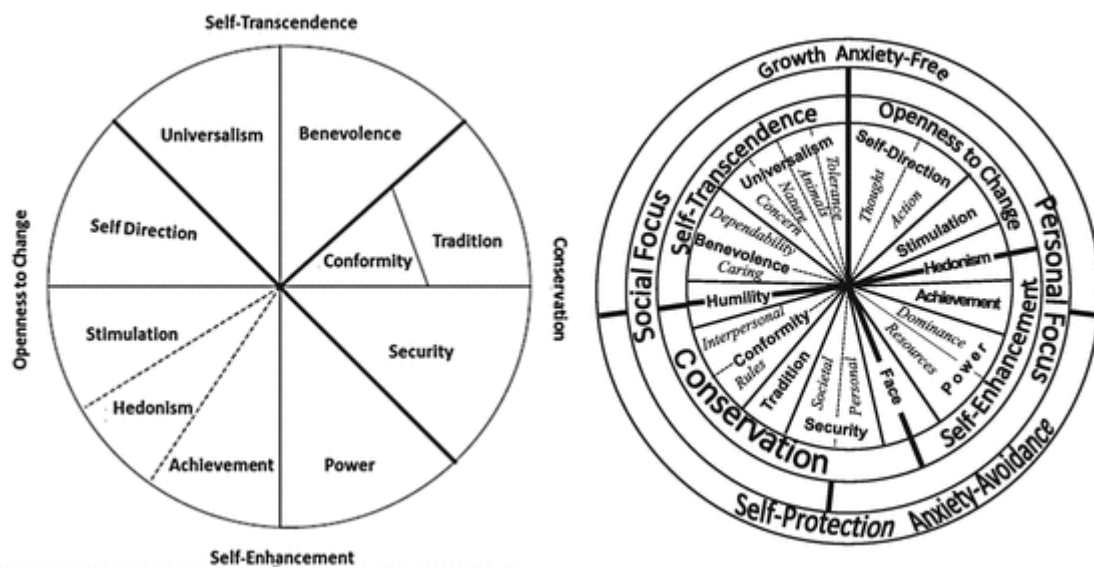 Self-Transcendence
Universalism
Benevolence
Openness to Change
Self Direction
Conformity
Tradition
Conservation
Stimulation
Security
Hedonism
Achievement
Power
Self-Enhancement
Growth Anxiety-Free
Social Focus
Personal Focus
Self-Transcendence
Openness to Change
Universalism
Tolerance
Animals
Nature
Concern
Self-Direction
Thought
Action
Dependability
Benevolence
Caring
Stimulation
Hedonism
Humility
Achievement
Interpersonal
Conformity
Rules
Dominance
Resources
Power
Tradition
Societal
Personal
Security
Face
Conservation
Self-Enhancement
Self-Protection Anxiety-Avoidance